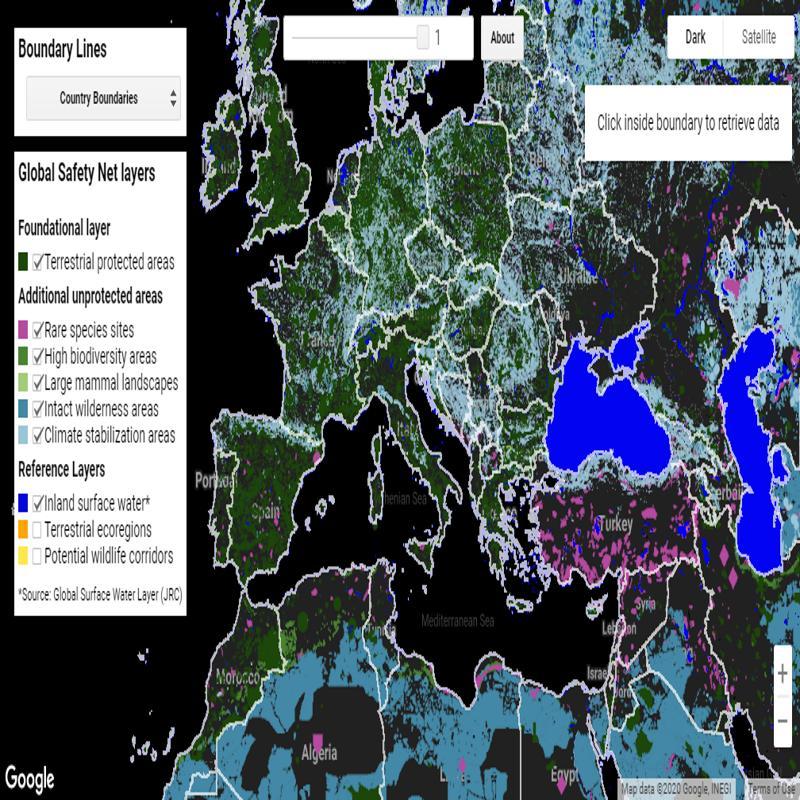 Boundary Lines
Country Boundaries
Global Safety Net layers
Foundational layer
Terrestrial protected areas
Additional unprotected areas
Rare species sites
High biodiversity areas
Large mammal landscapes
Intact wilderness areas
Climate stabilization areas
Reference Layers
Inland surface water*
Terrestrial ecoregions
Potential wildlife corridors
*Source: Global Surface Water Layer (JRC)
1
About
Dark
Satellite
Click inside boundary to retrieve data
Ukraine
France
Italy
Spain
Turkey
Syria
Lebanon
Mediterranean Sea
Morocco
Algeria
Egypt
+
−
Google
Map data ©2020 Google, INEGI
Terms of Use